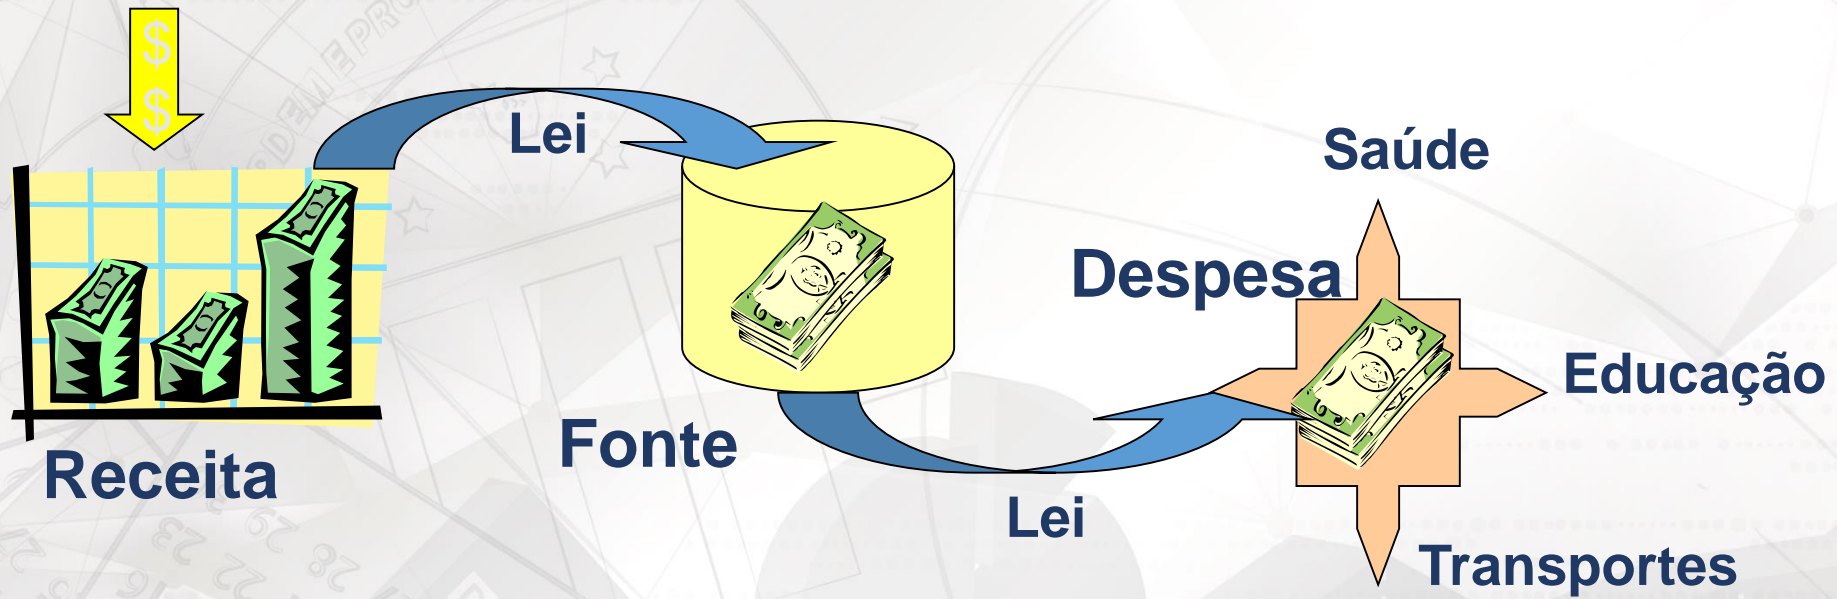 $
$
Lei
Saúde
Despesa
Educação
Fonte
Receita
Lei
Transportes